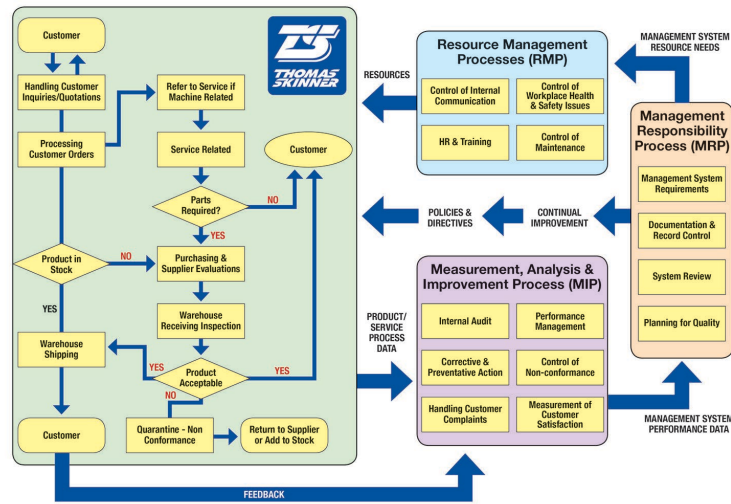 Customer
Handling Customer
Inquiries/Quotations
Processing
Customer Orders
Product in
Stock
NO
YES
Warehouse
Shipping
Customer
Refer to Service if
Machine Related
Service Related
Parts
Required?
NO
YES
Purchasing &
Supplier Evaluations
Warehouse
Receiving Inspection
Product
Acceptable
YES
YES
NO
Quarantine - Non
Conformance
Return to Supplier
or Add to Stock
TS
THOMAS
SKINNER
Customer
RESOURCES
Resource Management
Processes (RMP)
Control of Internal
Communication
Control of
Workplace Health
& Safety Issues
HR & Training
Control of
Maintenance
MANAGEMENT SYSTEM
RESOURCE NEEDS
Management
Responsibility
Process (MRP)
Management System
Requirements
Documentation &
Record Control
System Review
Planning for Quality
POLICIES &
DIRECTIVES
CONTINUAL
IMPROVEMENT
PRODUCT/
SERVICE
PROCESS
DATA
Measurement, Analysis &
Improvement Process (MIP)
Internal Audit
Performance
Management
Corrective &
Preventative Action
Control of
Non-conformance
Handling Customer
Complaints
Measurement of
Customer
Satisfaction
MANAGEMENT SYSTEM
PERFORMANCE DATA
FEEDBACK